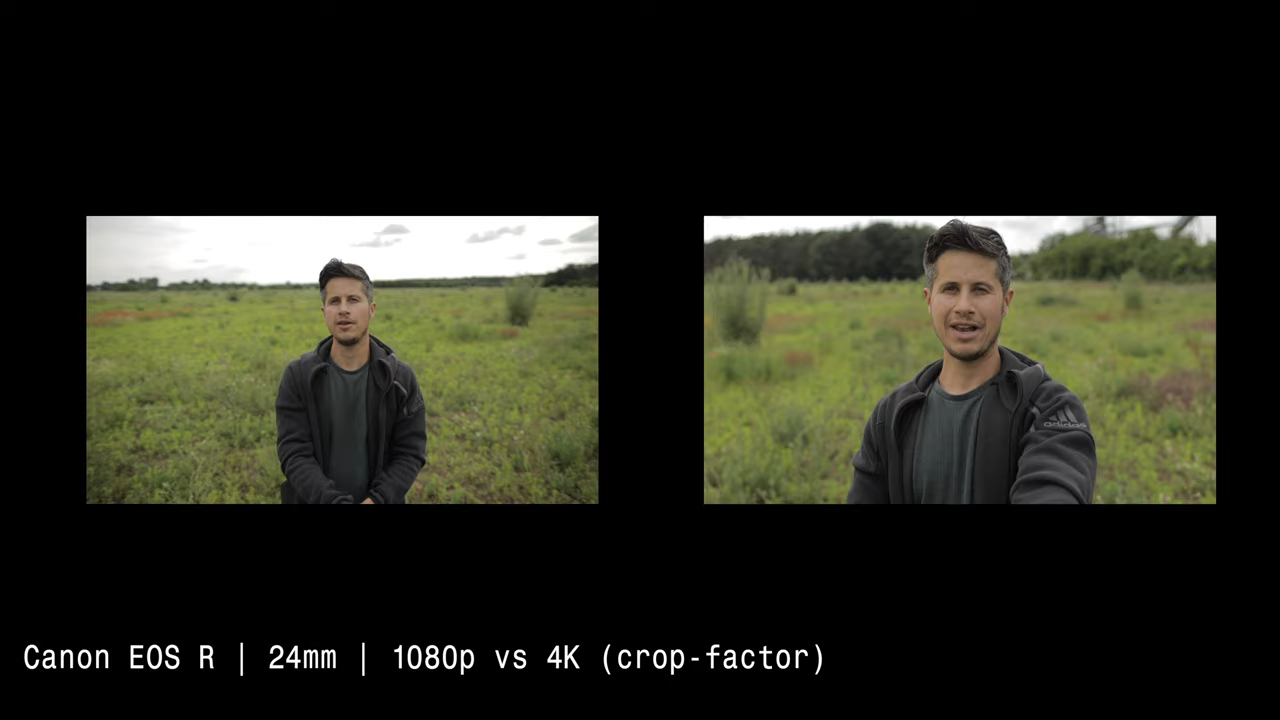 adidas
Canon EOS R | 24mm | 1080p vs 4K (crop-factor)